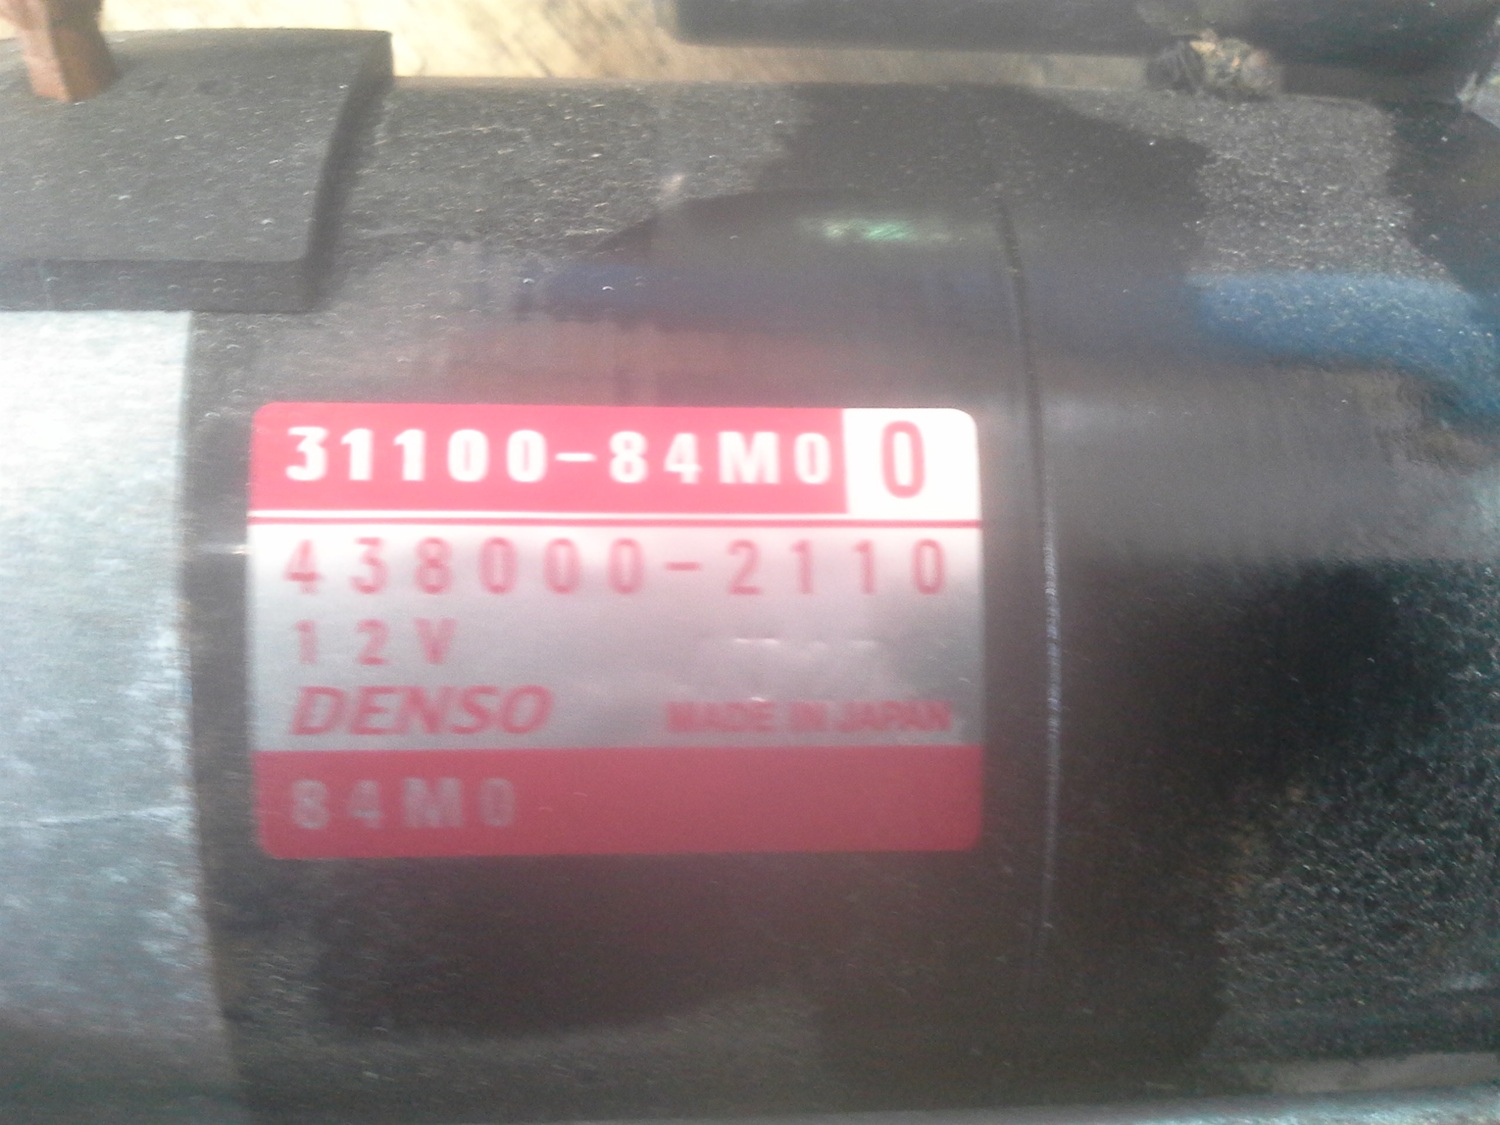 31100-84M0 0
438000-2110
12V
DENSO MADE IN JAPAN
84M0